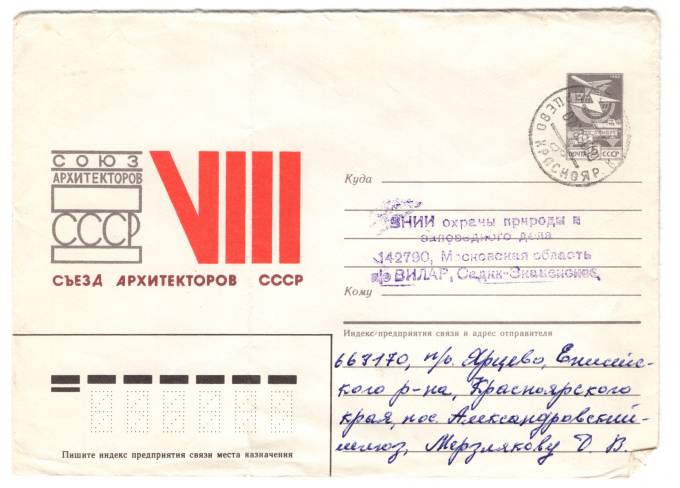 СОЮЗ
АРХИТЕКТОРОВ
СССР
VIII
СЪЕЗД АРХИТЕКТОРОВ СССР
ПОЧТА СССР
Куда
ВНИИ охраны природы и
заповедного дела
142790, Московская область
п/о ВИЛАР, Садки-Знаменское
Кому
Индекс предприятия связи и адрес отправителя
663170, п/о Ярцево, Енисейс-
кого р-на, Красноярского
края, пос. Александровский-
шлюз, Мерзлякову Д. В.
Пишите индекс предприятия связи места назначения